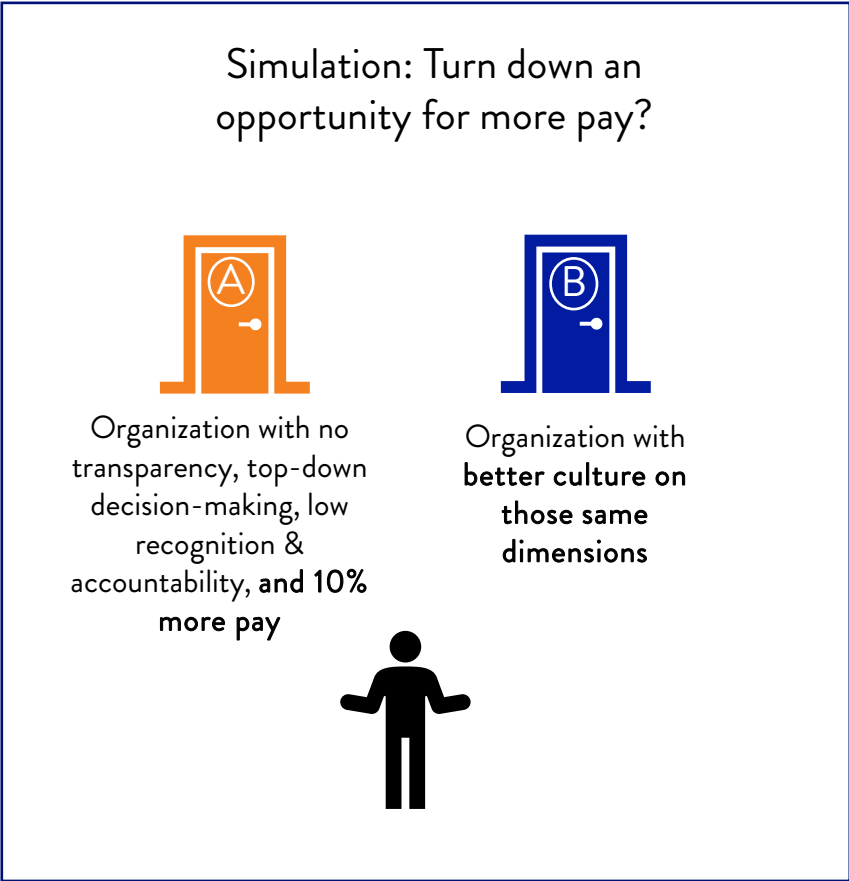 Simulation: Turn down an
opportunity for more pay?
A
B
Organization with no
transparency, top-down
decision-making, low
recognition &
accountability, and 10%
more pay
Organization with
better culture on
those same
dimensions